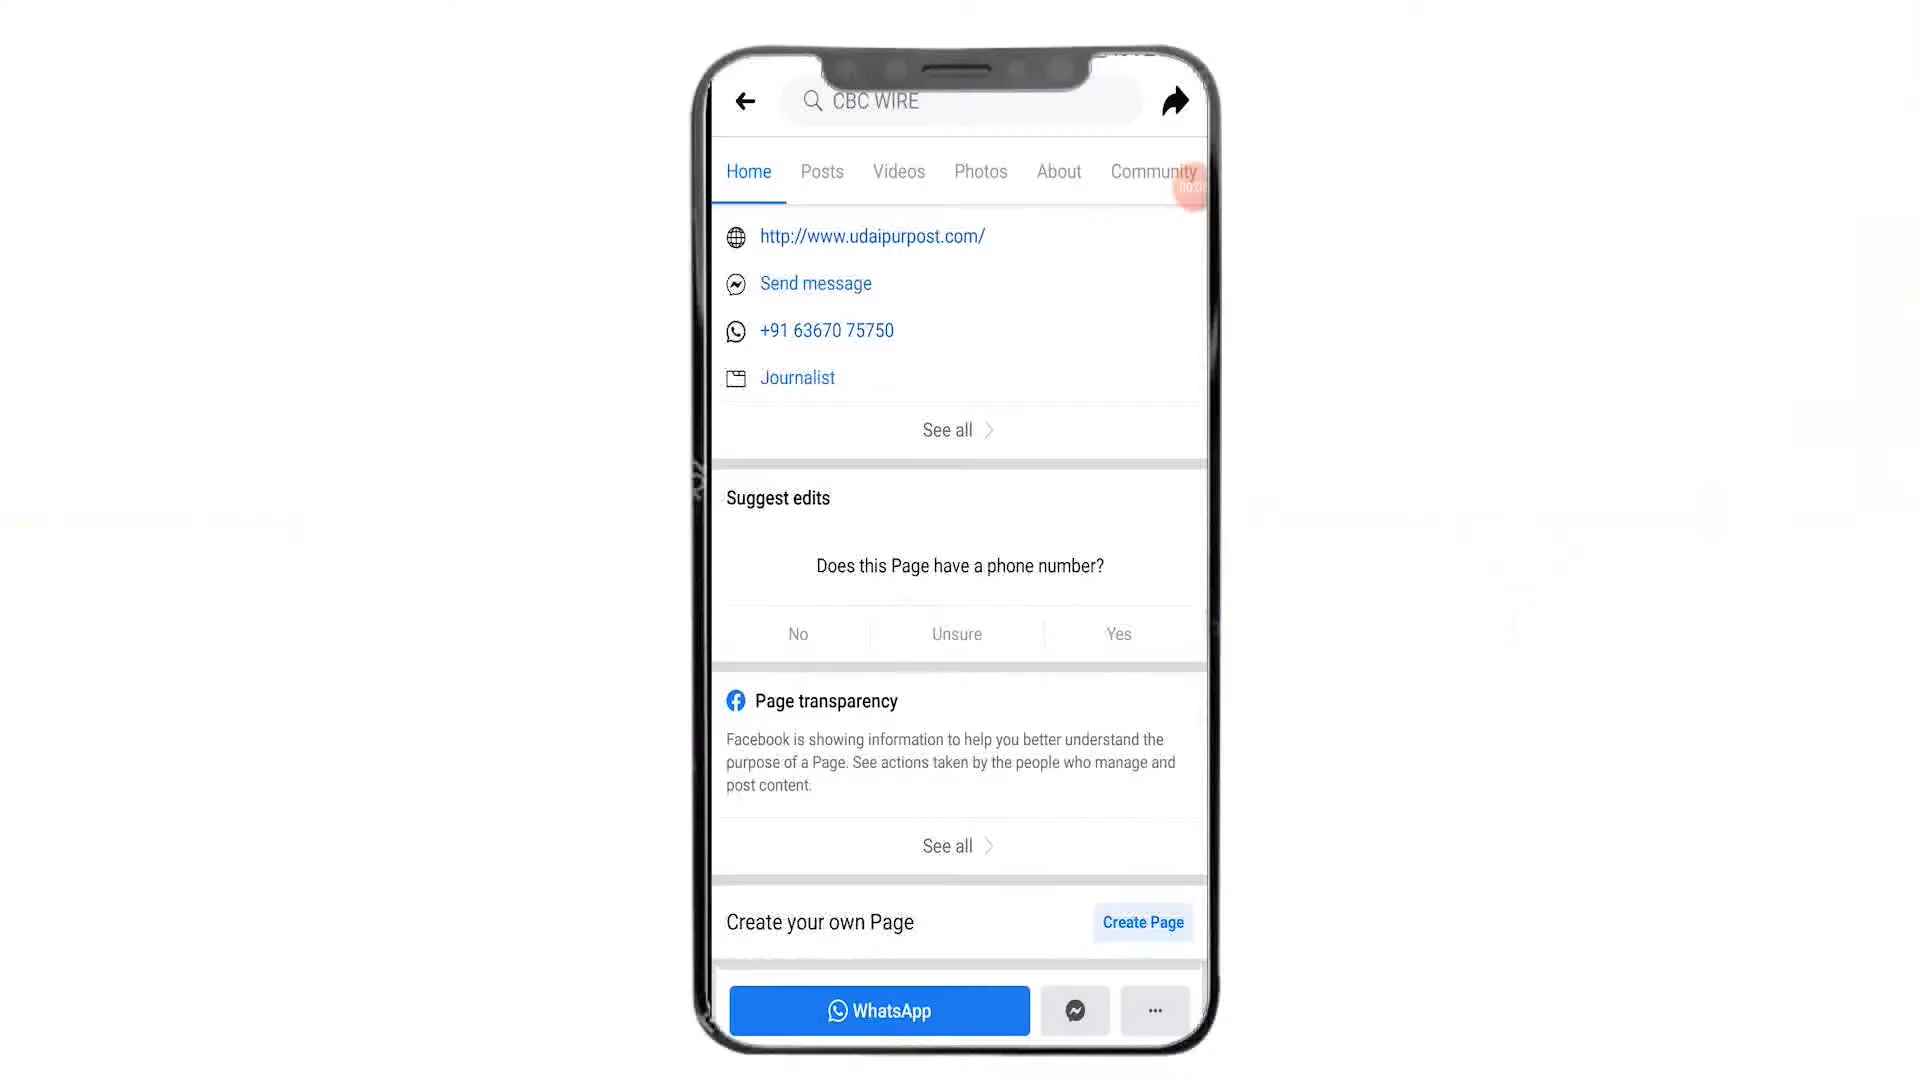 CBC WIRE
Home Posts Videos Photos About Community
http://www.udaipurpost.com/
Send message
+91 63670 75750
Journalist
See all
Suggest edits
Does this Page have a phone number?
No Unsure Yes
Page transparency
Facebook is showing information to help you better understand the
purpose of a Page. See actions taken by the people who manage and
post content.
See all
Create your own Page Create Page
WhatsApp